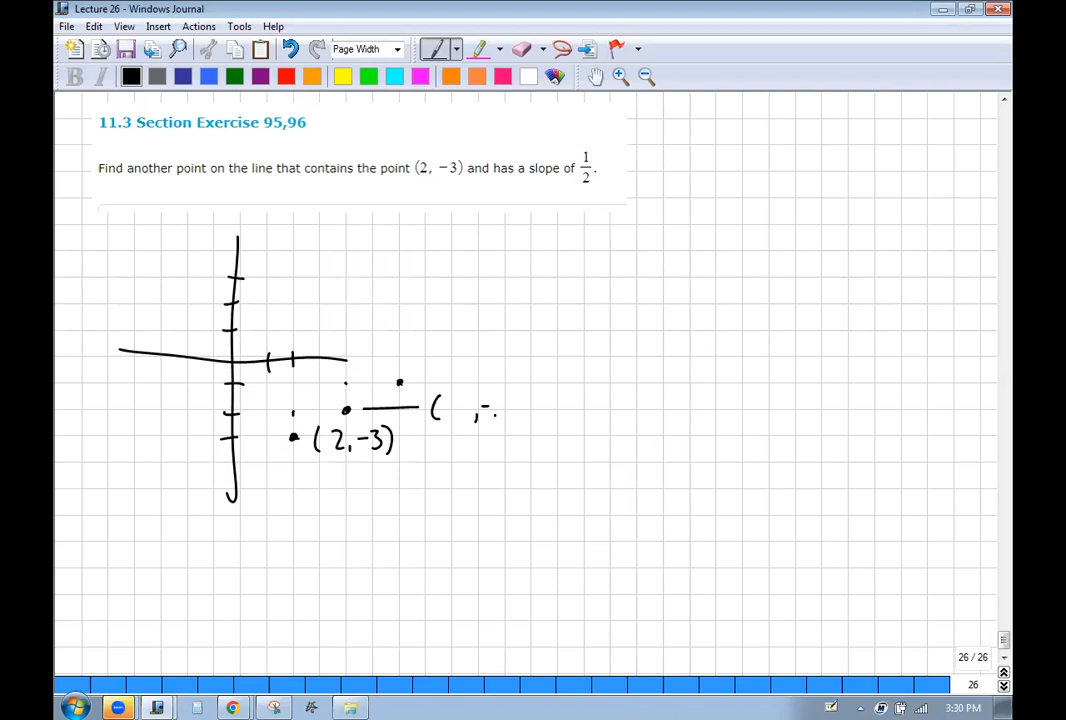 Lecture 26 - Windows Journal
File Edit View Insert Actions Tools Help
Page Width
B I
11.3 Section Exercise 95,96
Find another point on the line that contains the point (2, −3) and has a slope of 1/2.
( ,-.
(2,-3)
26 / 26
26
3:30 PM